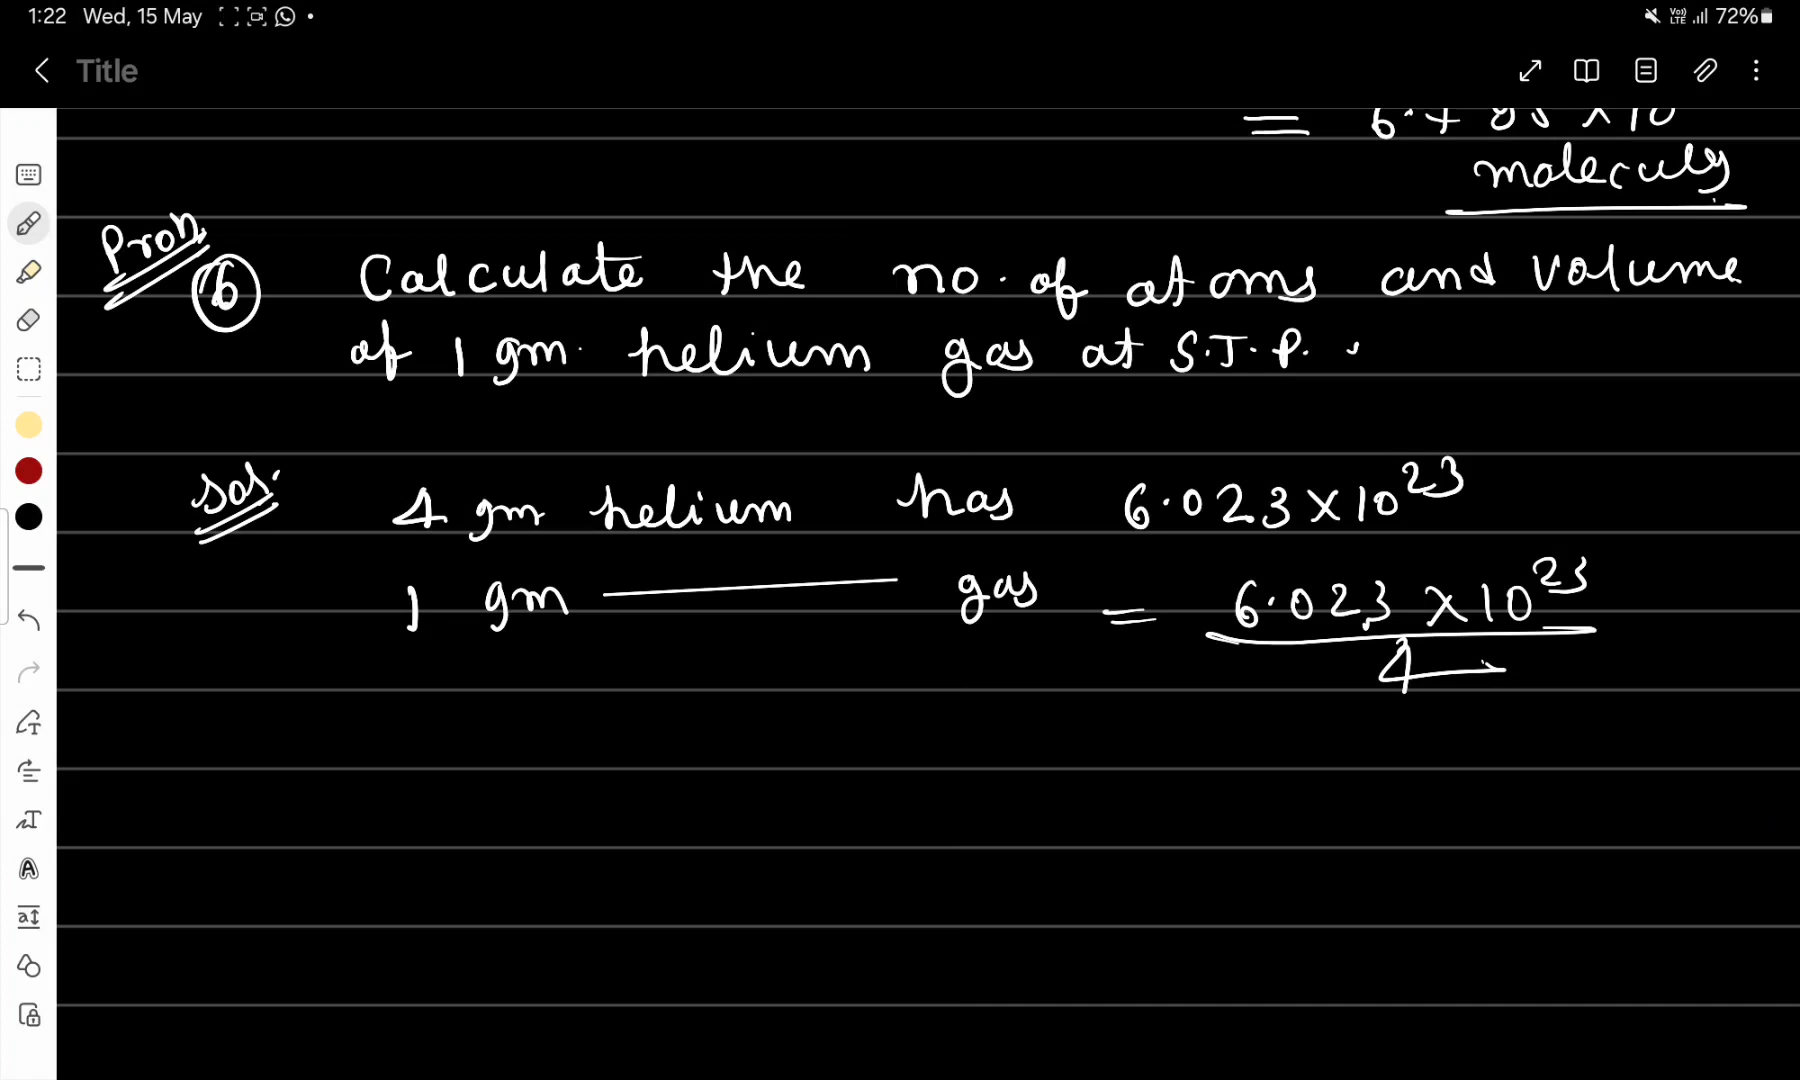 1:22 Wed, 15 May
72%
Title
moleculs
Prob.
6 Calculate the no. of atoms and volume
of 1 gm. helium gas at S.T.P.
Sol. 4 gm helium has 6.023 x 10^23
1 gm ——— gas = 6.023 x 10^23 / 4